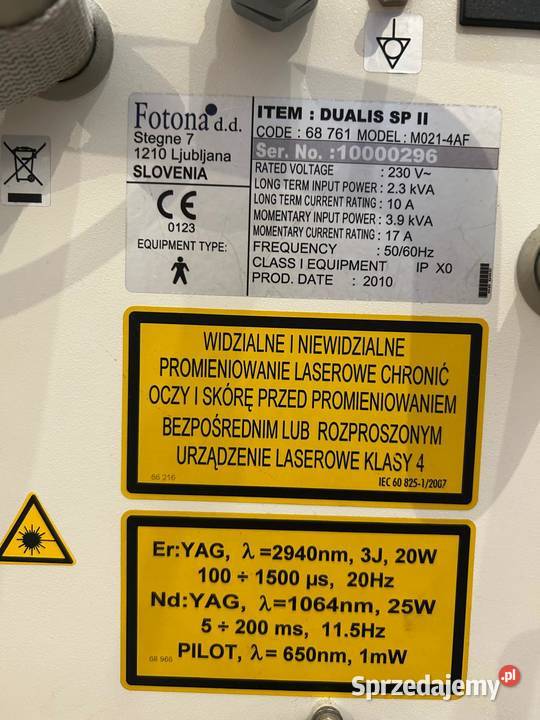 Fotona d.d.
Stegne 7
1210 Ljubljana
SLOVENIA
CE
0123
EQUIPMENT TYPE:
ITEM : DUALIS SP II
CODE : 68 761 MODEL : M021-4AF
Ser. No. :10000296
RATED VOLTAGE : 230 V~
LONG TERM INPUT POWER : 2.3 kVA
LONG TERM CURRENT RATING : 10 A
MOMENTARY INPUT POWER : 3.9 kVA
MOMENTARY CURRENT RATING : 17 A
FREQUENCY : 50/60Hz
CLASS I EQUIPMENT IP X0
PROD. DATE : 2010
WIDZIALNE I NIEWIDZIALNE
PROMIENIOWANIE LASEROWE CHRONIĆ
OCZY I SKÓRĘ PRZED PROMIENIOWANIEM
BEZPOŚREDNIM LUB ROZPROSZONYM
URZĄDZENIE LASEROWE KLASY 4
86 216
IEC 60 825-1/2007
Er:YAG, λ=2940nm, 3J, 20W
100 ÷ 1500 µs, 20Hz
Nd:YAG, λ=1064nm, 25W
5 ÷ 200 ms, 11.5Hz
PILOT, λ= 650nm, 1mW
68 966
Sprzedajemy.pl